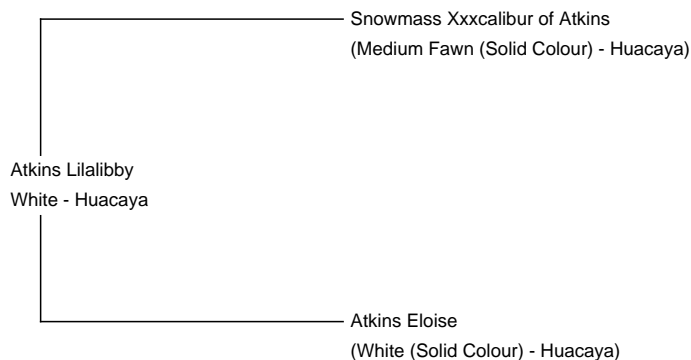 Snowmass Xxxcalibur of Atkins
(Medium Fawn (Solid Colour) - Huacaya)
Atkins Lilalibby
White - Huacaya
Atkins Eloise
(White (Solid Colour) - Huacaya)